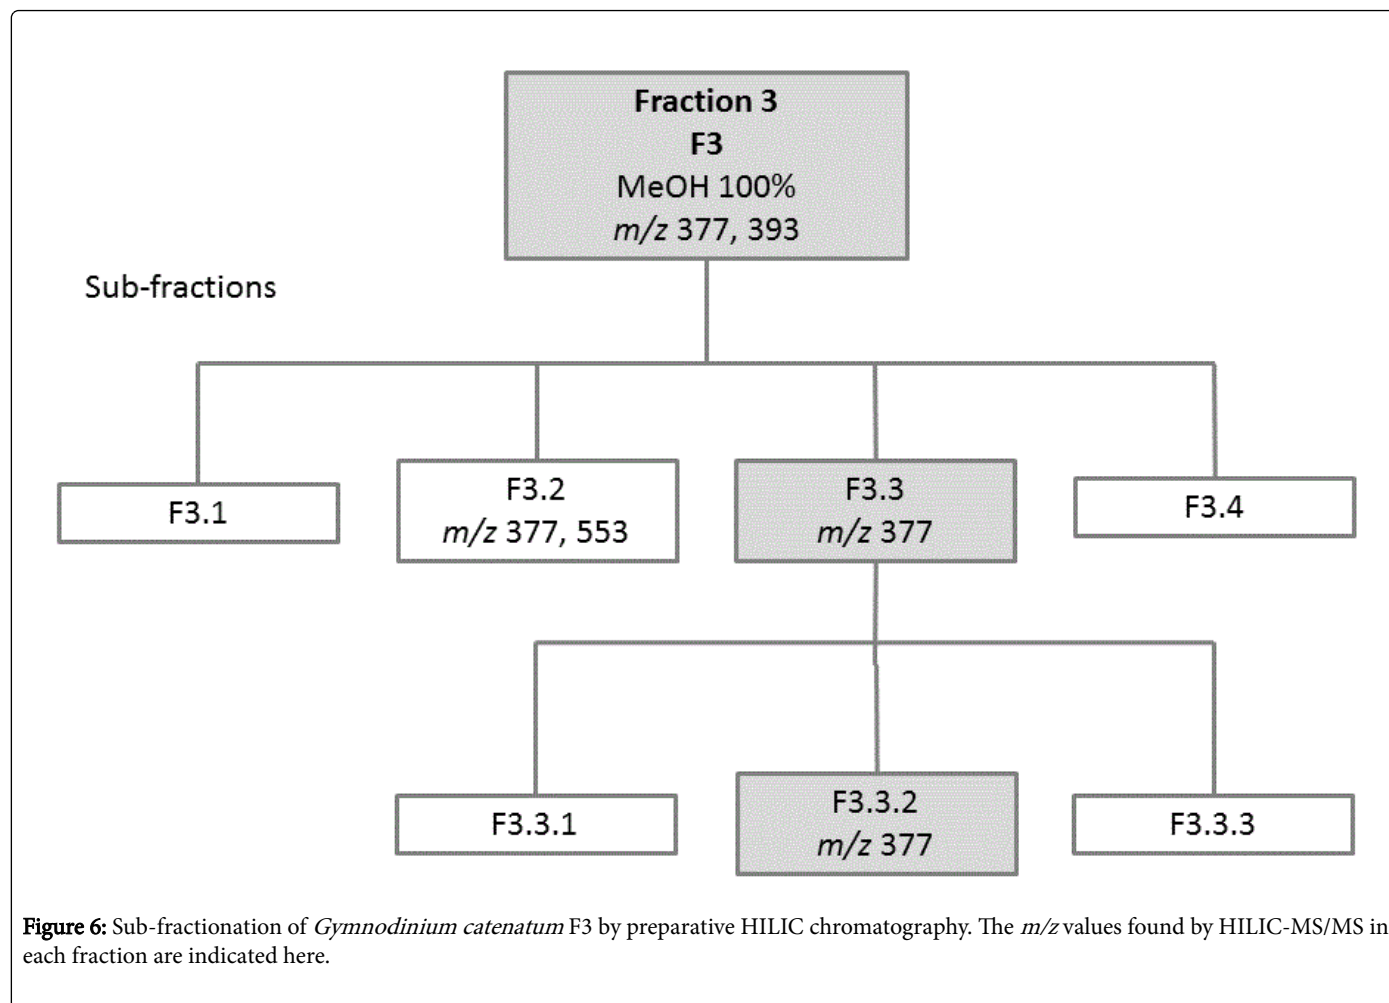 Fraction 3
F3
MeOH 100%
m/z 377, 393
Sub-fractions
F3.1
F3.2
m/z 377, 553
F3.3
m/z 377
F3.4
F3.3.1
F3.3.2
m/z 377
F3.3.3
Figure 6: Sub-fractionation of Gymnodinium catenatum F3 by preparative HILIC chromatography. The m/z values found by HILIC-MS/MS in
each fraction are indicated here.